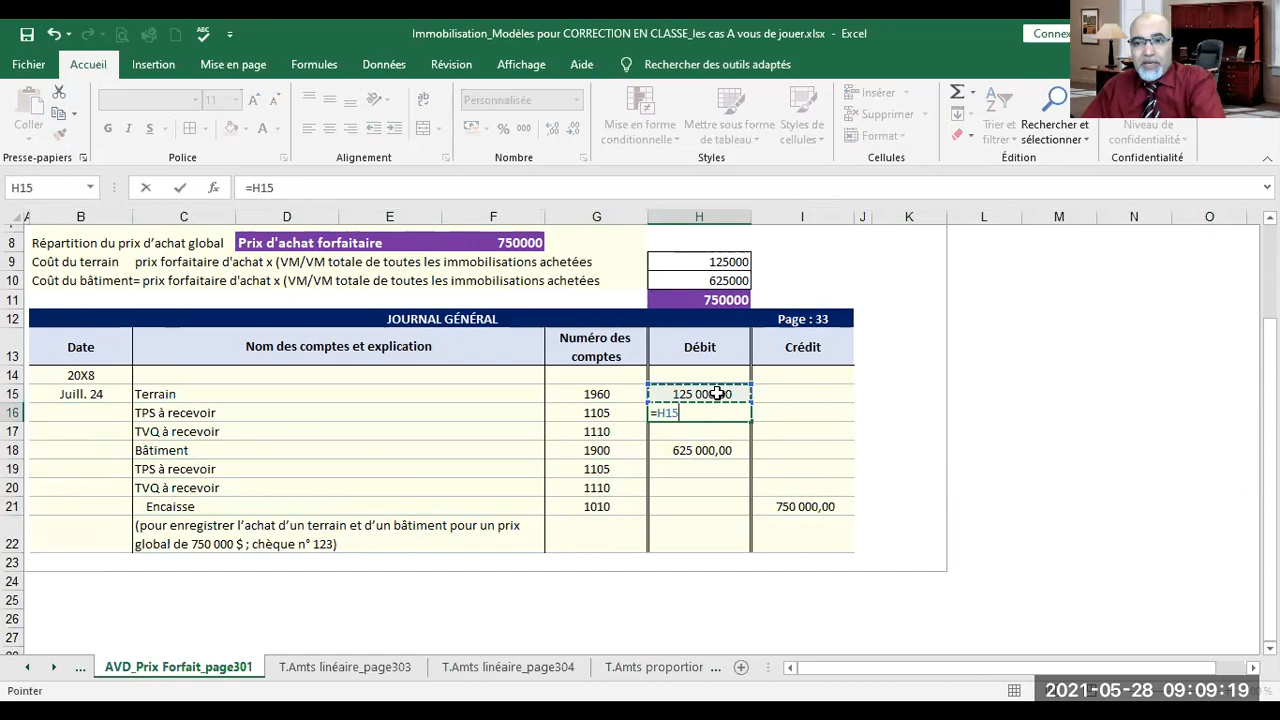 Immobilisation_Modèles pour CORRECTION EN CLASSE_les cas A vous de jouer.xlsx - Excel
Connex
Fichier Accueil Insertion Mise en page Formules Données Révision Affichage Aide Rechercher des outils adaptés
Coller
Presse-papiers
11
G I S
Police
Alignement
Personnalisée
% 000
Nombre
Mise en forme conditionnelle
Mettre sous forme de tableau
Styles de cellules
Styles
Insérer
Supprimer
Format
Cellules
Trier et filtrer
Rechercher et sélectionner
Édition
Niveau de confidentialité
Confidentialité
H15 =H15
A B C D E F G H I J K L M N O
8 Répartition du prix d’achat global Prix d'achat forfaitaire 750000
9 Coût du terrain prix forfaitaire d'achat x (VM/VM totale de toutes les immobilisations achetées 125000
10 Coût du bâtiment= prix forfaitaire d'achat x (VM/VM totale de toutes les immobilisations achetées 625000
11 750000
12 JOURNAL GÉNÉRAL Page : 33
13 Date Nom des comptes et explication Numéro des comptes Débit Crédit
14 20X8
15 Juill. 24 Terrain 1960 125 000,00
16 TPS à recevoir 1105 =H15
17 TVQ à recevoir 1110
18 Bâtiment 1900 625 000,00
19 TPS à recevoir 1105
20 TVQ à recevoir 1110
21 Encaisse 1010 750 000,00
22 (pour enregistrer l’achat d’un terrain et d’un bâtiment pour un prix
global de 750 000 $ ; chèque n° 123)
23
24
25
26
27
... AVD_Prix Forfait_page301 T.Amts linéaire_page303 T.Amts linéaire_page304 T.Amts proportion ...
Pointer
2021-05-28 09:09:19